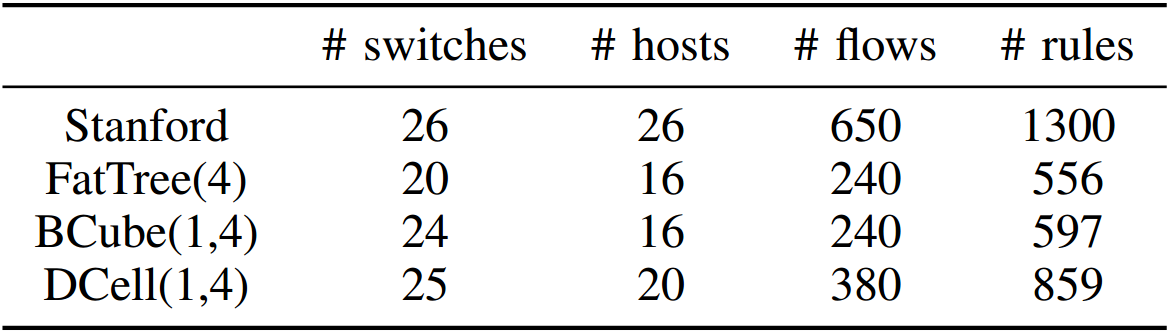 # switches # hosts # flows # rules
Stanford 26 26 650 1300
FatTree(4) 20 16 240 556
BCube(1,4) 24 16 240 597
DCell(1,4) 25 20 380 859